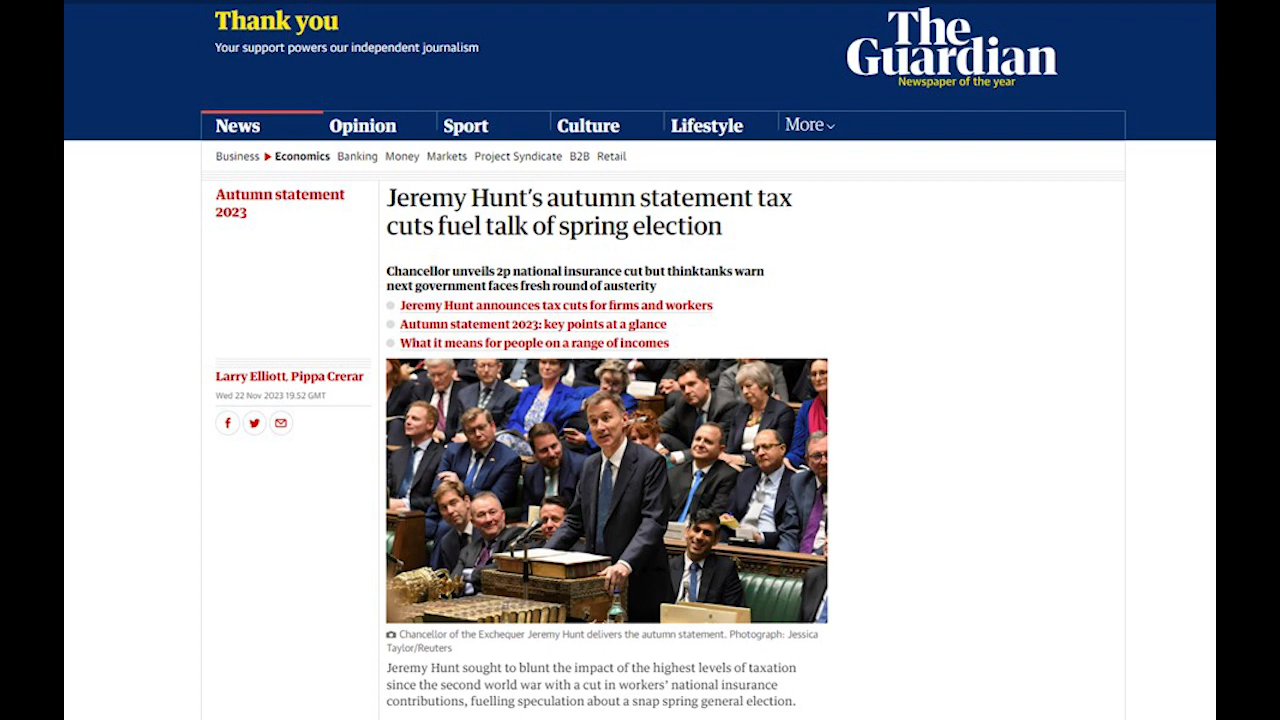 Thank you
Your support powers our independent journalism
The
Guardian
Newspaper of the year
News Opinion Sport Culture Lifestyle More
Business Economics Banking Money Markets Project Syndicate B2B Retail
Autumn statement
2023
Jeremy Hunt's autumn statement tax
cuts fuel talk of spring election
Chancellor unveils 2p national insurance cut but thinktanks warn
next government faces fresh round of austerity
Jeremy Hunt announces tax cuts for firms and workers
Autumn statement 2023: key points at a glance
What it means for people on a range of incomes
Larry Elliott, Pippa Crerar
Wed 22 Nov 2023 19.52 GMT
Chancellor of the Exchequer Jeremy Hunt delivers the autumn statement. Photograph: Jessica
Taylor/Reuters
Jeremy Hunt sought to blunt the impact of the highest levels of taxation
since the second world war with a cut in workers' national insurance
contributions, fuelling speculation about a snap spring general election.